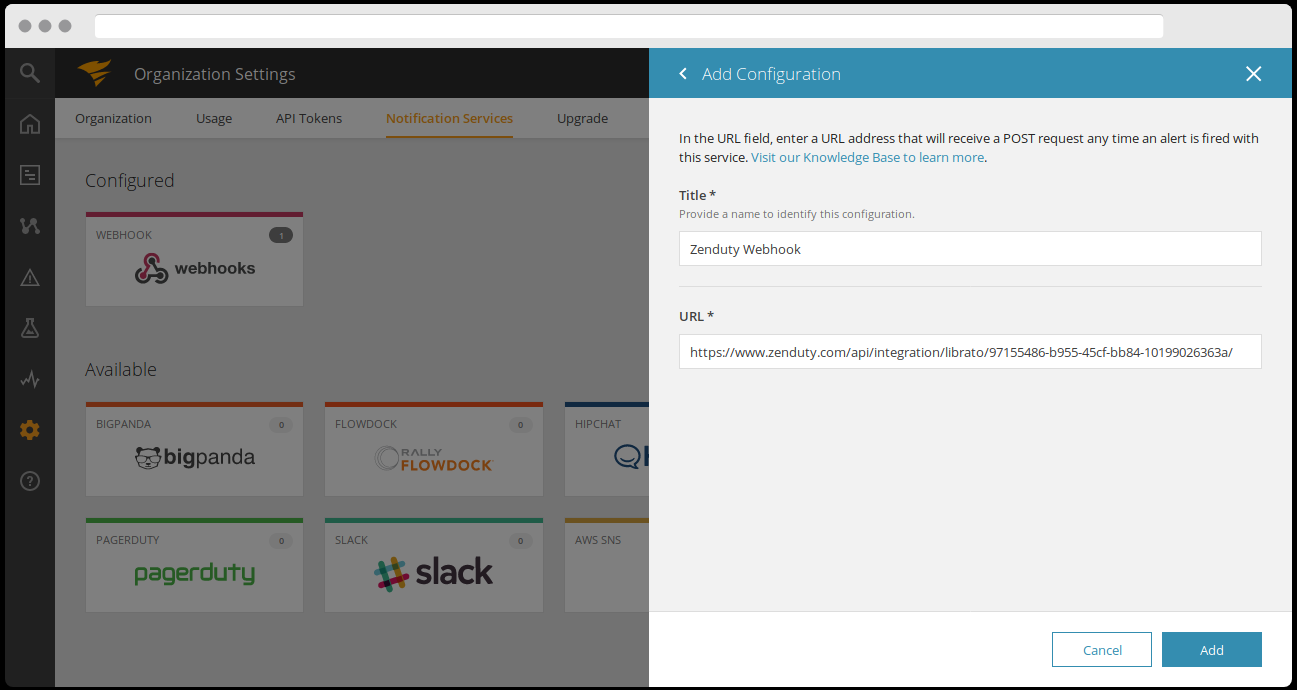 Organization Settings
Organization
Usage
API Tokens
Notification Services
Upgrade
Configured
WEBHOOK
1
webhooks
Available
BIGPANDA
0
bigpanda
FLOWDOCK
0
RALLY
FLOWDOCK
HIPCHAT
PAGERDUTY
0
pagerduty
SLACK
0
slack
AWS SNS
Add Configuration
In the URL field, enter a URL address that will receive a POST request any time an alert is fired with
this service. Visit our Knowledge Base to learn more.
Title *
Provide a name to identify this configuration.
Zenduty Webhook
URL *
https://www.zenduty.com/api/integration/librato/97155486-b955-45cf-bb84-10199026363a/
Cancel
Add